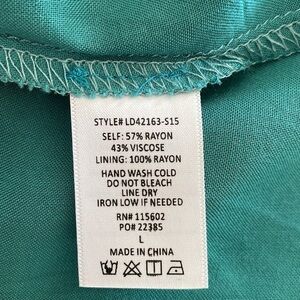 STYLE# LD42163-S15
SELF: 57% RAYON
43% VISCOSE
LINING: 100% RAYON
HAND WASH COLD
DO NOT BLEACH
LINE DRY
IRON LOW IF NEEDED
RN# 115602
PO# 22385
L
MADE IN CHINA